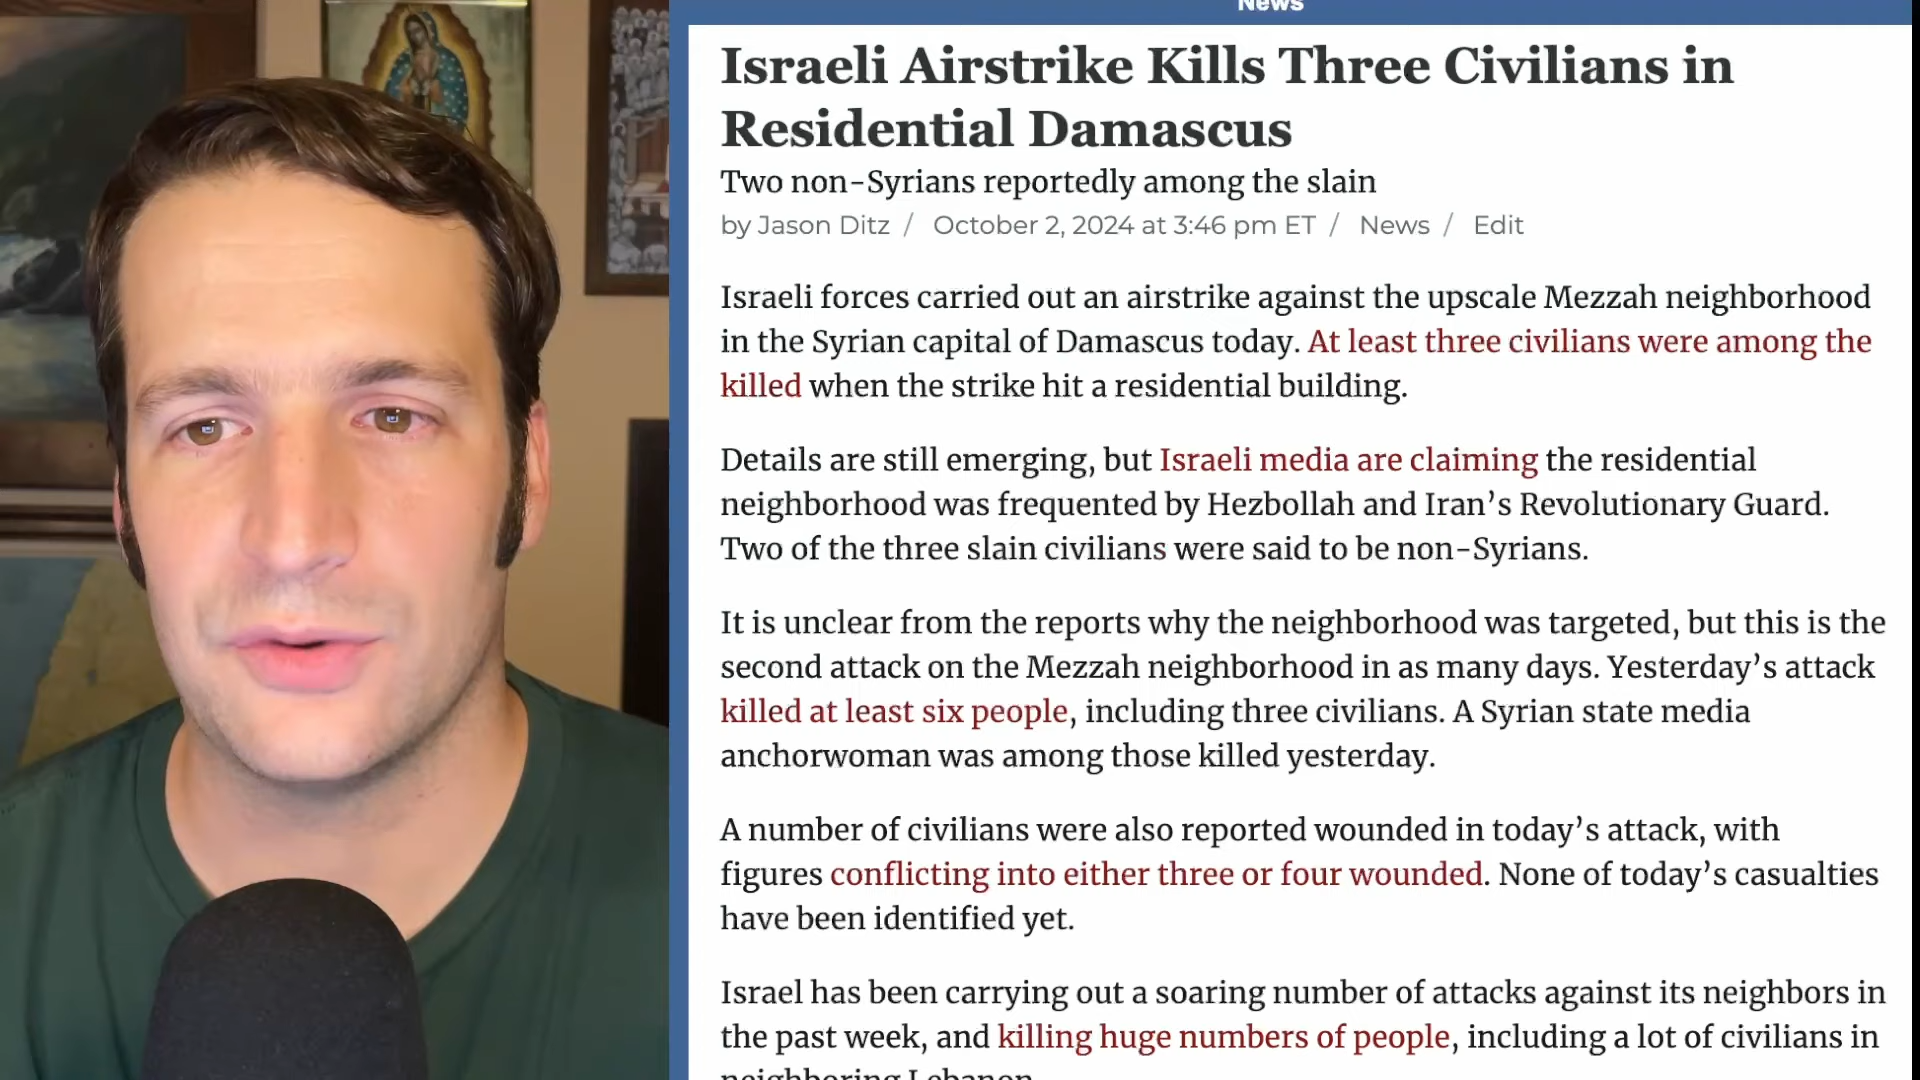 News
Israeli Airstrike Kills Three Civilians in
Residential Damascus
Two non-Syrians reportedly among the slain
by Jason Ditz / October 2, 2024 at 3:46 pm ET / News / Edit
Israeli forces carried out an airstrike against the upscale Mezzah neighborhood
in the Syrian capital of Damascus today. At least three civilians were among the
killed when the strike hit a residential building.
Details are still emerging, but Israeli media are claiming the residential
neighborhood was frequented by Hezbollah and Iran’s Revolutionary Guard.
Two of the three slain civilians were said to be non-Syrians.
It is unclear from the reports why the neighborhood was targeted, but this is the
second attack on the Mezzah neighborhood in as many days. Yesterday’s attack
killed at least six people, including three civilians. A Syrian state media
anchorwoman was among those killed yesterday.
A number of civilians were also reported wounded in today’s attack, with
figures conflicting into either three or four wounded. None of today’s casualties
have been identified yet.
Israel has been carrying out a soaring number of attacks against its neighbors in
the past week, and killing huge numbers of people, including a lot of civilians in
neighboring Lebanon.